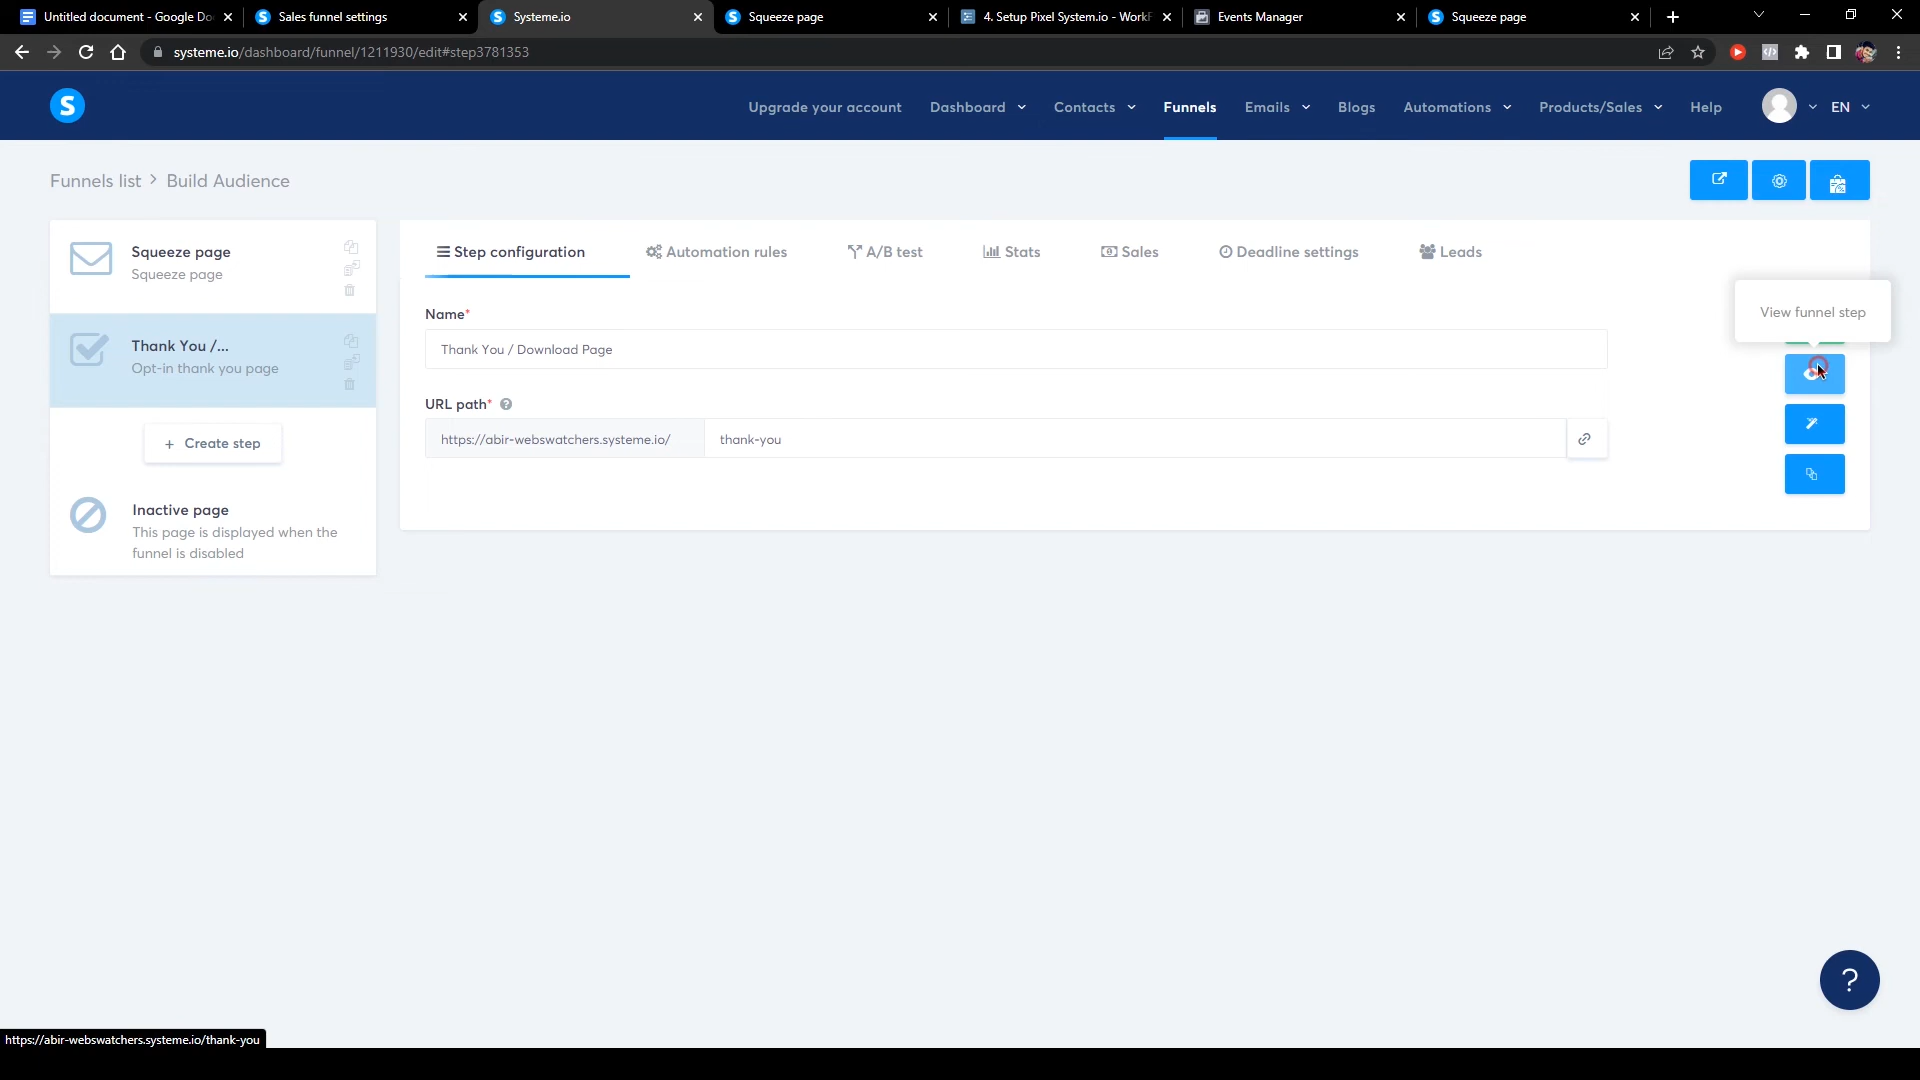 Untitled document - Google Do
Sales funnel settings
Systeme.io
Squeeze page
4. Setup Pixel System.io - WorkF
Events Manager
Squeeze page
systeme.io/dashboard/funnel/1211930/edit#step3781353
S
Upgrade your account
Dashboard
Contacts
Funnels
Emails
Blogs
Automations
Products/Sales
Help
EN
Funnels list > Build Audience
Squeeze page
Squeeze page
Thank You /...
Opt-in thank you page
+ Create step
Inactive page
This page is displayed when the
funnel is disabled
Step configuration
Automation rules
A/B test
Stats
Sales
Deadline settings
Leads
Name*
Thank You / Download Page
URL path* ?
https://abir-webswatchers.systeme.io/
thank-you
View funnel step
?
https://abir-webswatchers.systeme.io/thank-you